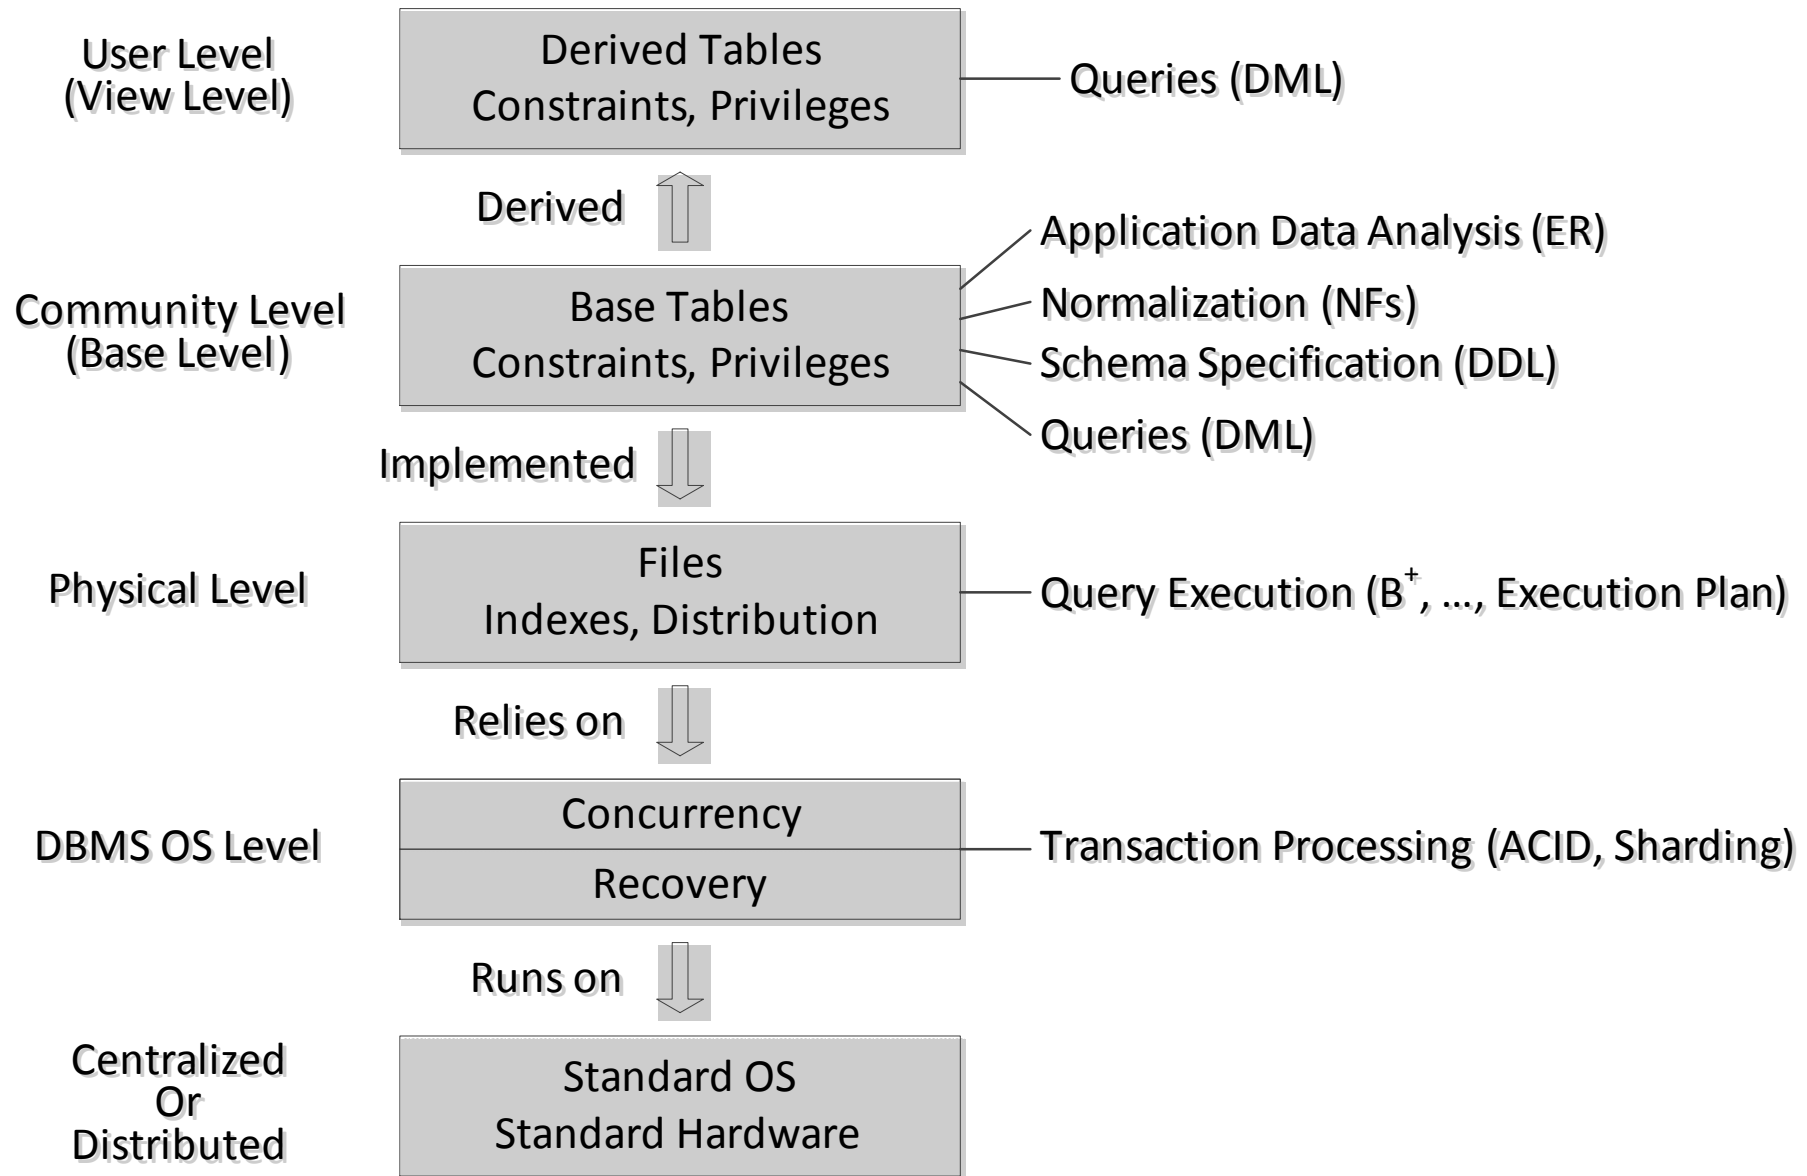 User Level
(View Level)
Derived Tables
Constraints, Privileges
Queries (DML)
Derived
Community Level
(Base Level)
Base Tables
Constraints, Privileges
Application Data Analysis (ER)
Normalization (NFs)
Schema Specification (DDL)
Queries (DML)
Implemented
Physical Level
Files
Indexes, Distribution
Query Execution (B⁺, ..., Execution Plan)
Relies on
DBMS OS Level
Concurrency
Recovery
Transaction Processing (ACID, Sharding)
Runs on
Centralized
Or
Distributed
Standard OS
Standard Hardware